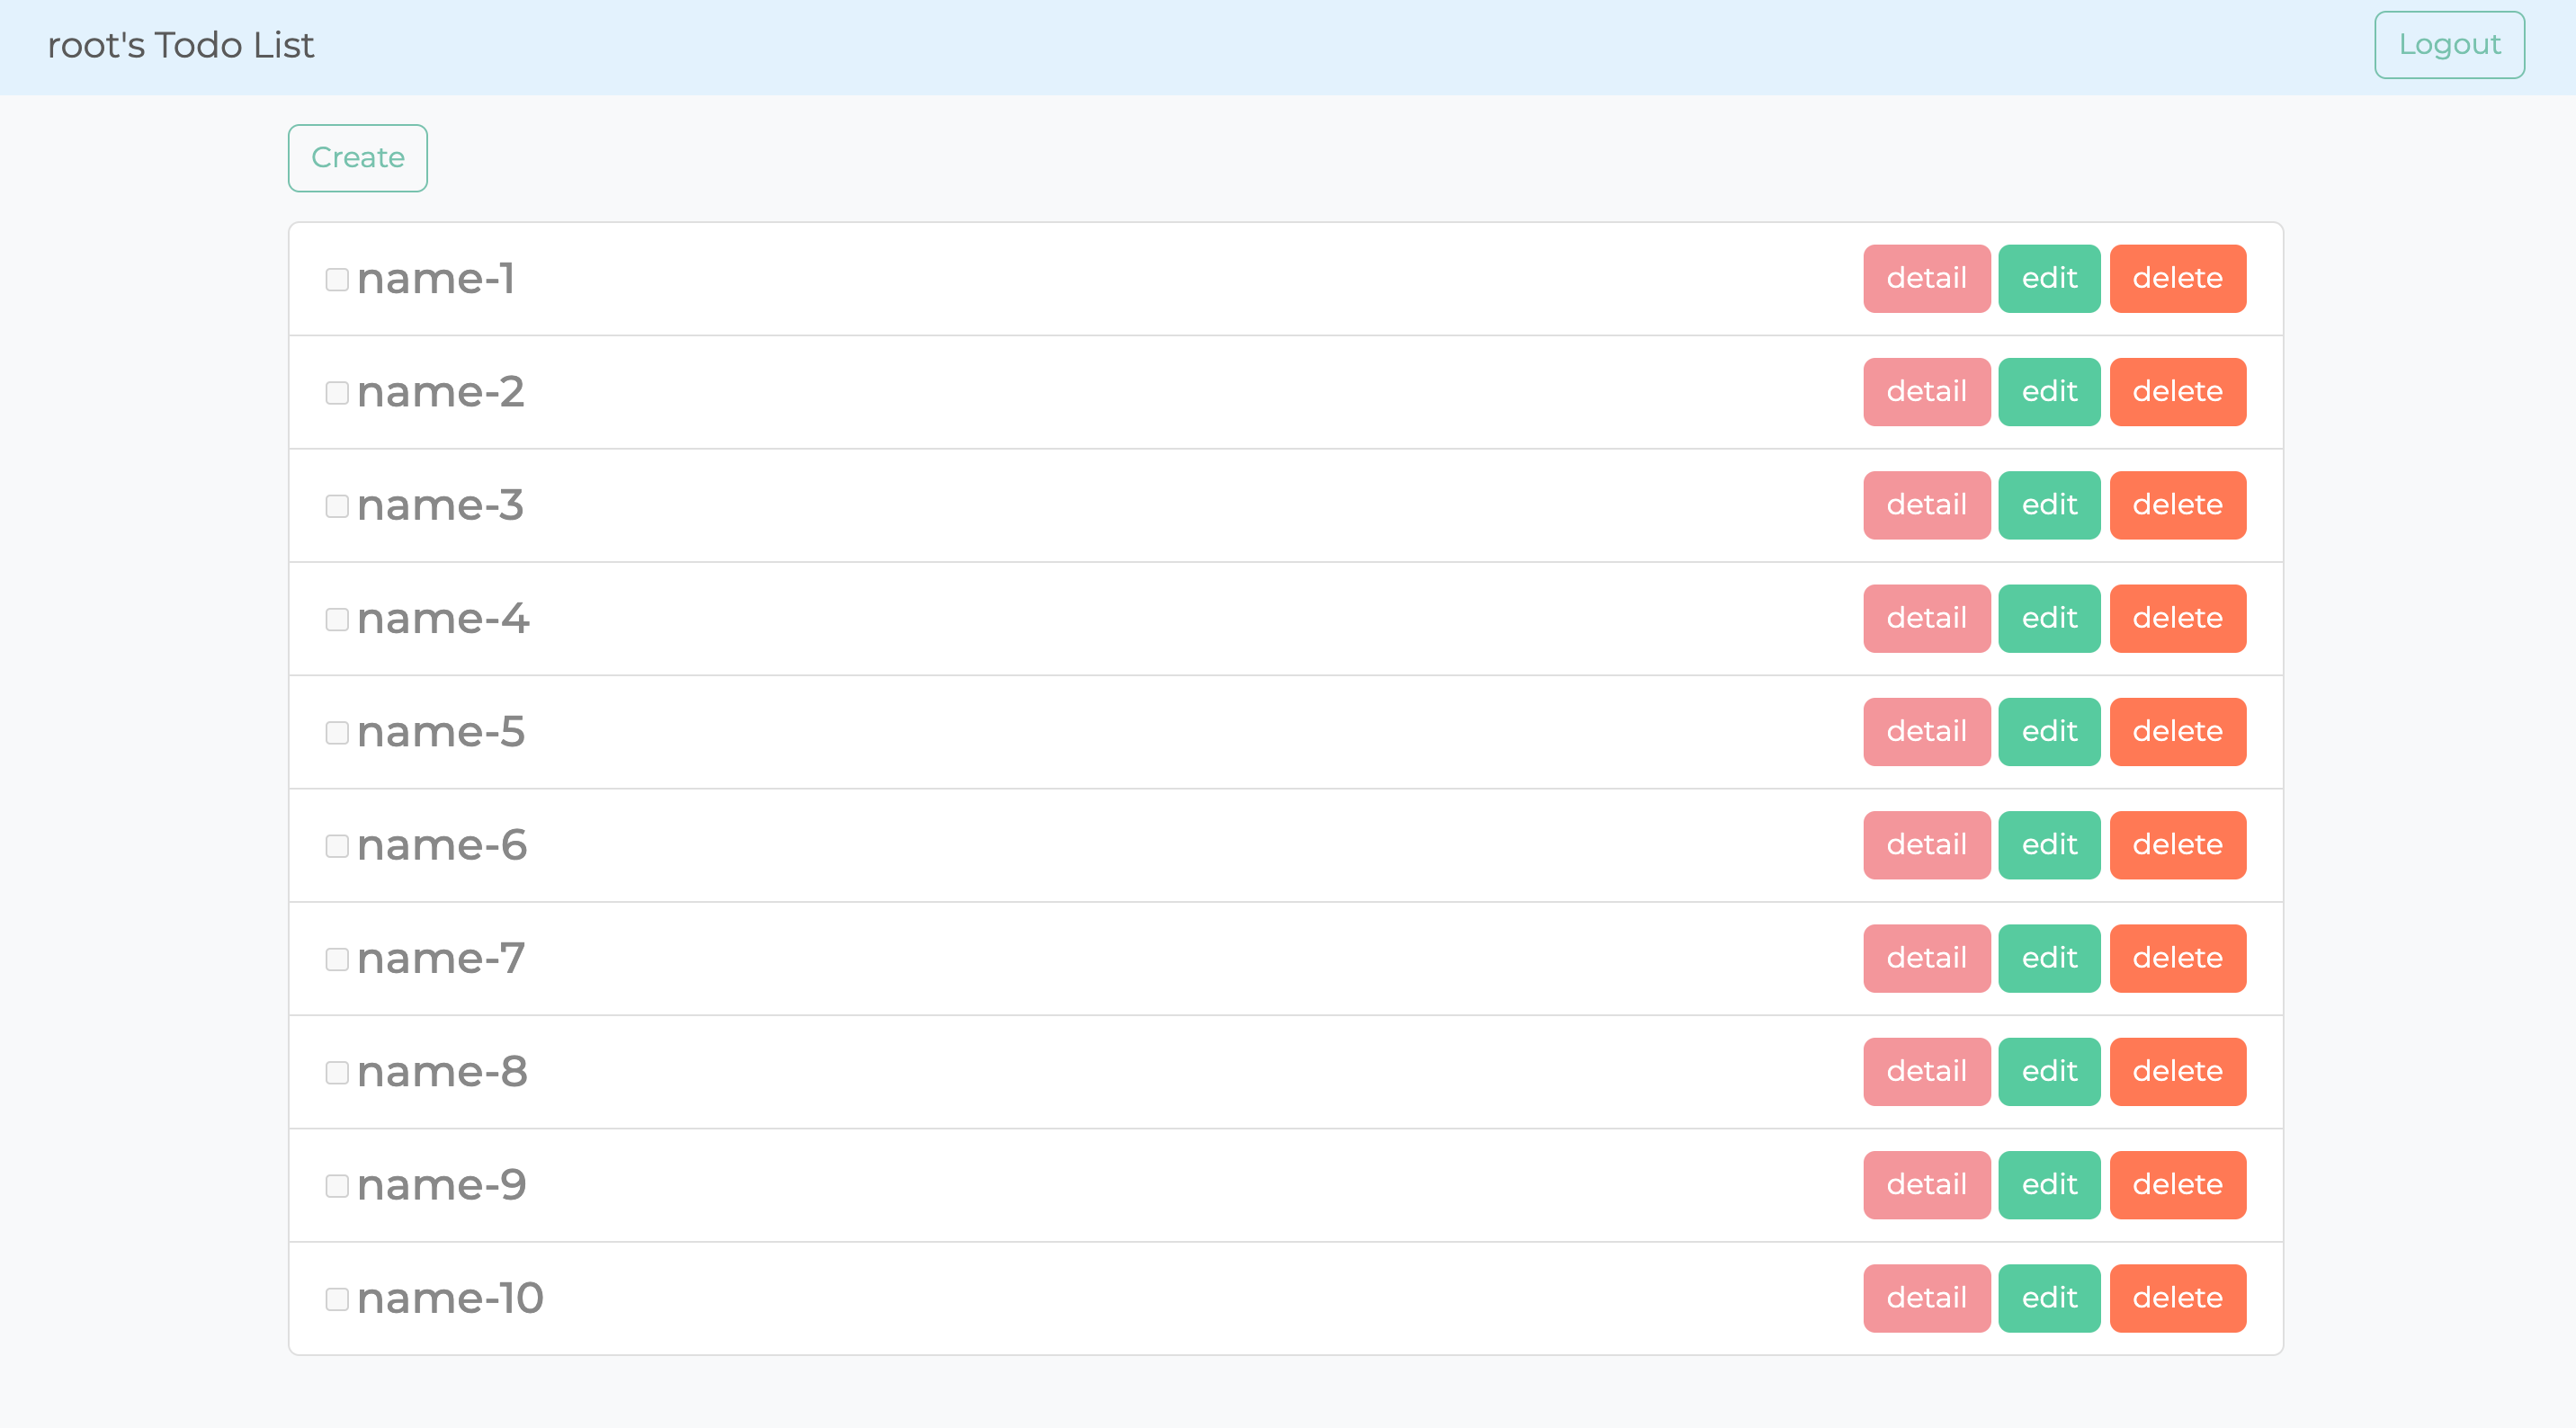 root's Todo List Logout
Create
name-1 detail edit delete
name-2 detail edit delete
name-3 detail edit delete
name-4 detail edit delete
name-5 detail edit delete
name-6 detail edit delete
name-7 detail edit delete
name-8 detail edit delete
name-9 detail edit delete
name-10 detail edit delete